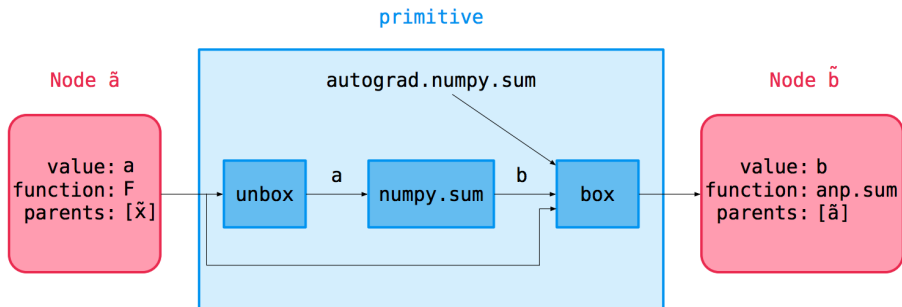 primitive
Node ã
Node b̃
autograd.numpy.sum
value: a
function: F
parents: [x̃]
unbox
a
numpy.sum
b
box
value: b
function: anp.sum
parents: [ã]